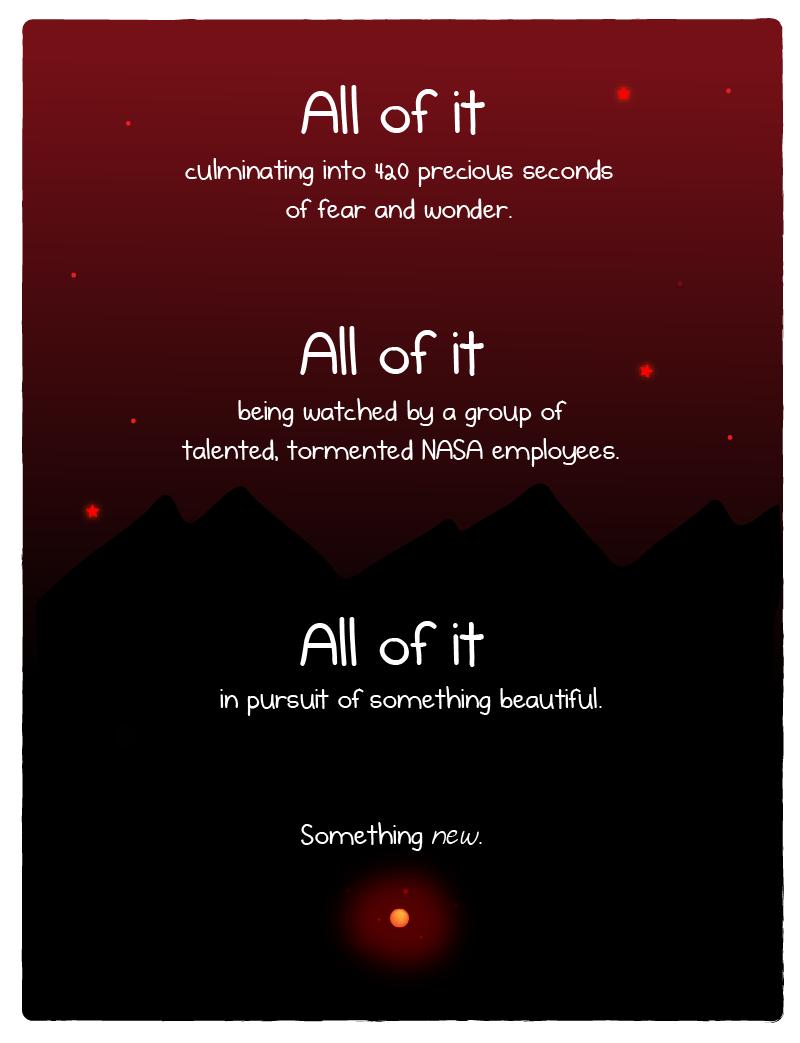 All of it
culminating into 420 precious seconds
of fear and wonder.
All of it
being watched by a group of
talented, tormented NASA employees.
All of it
in pursuit of something beautiful.
Something new.